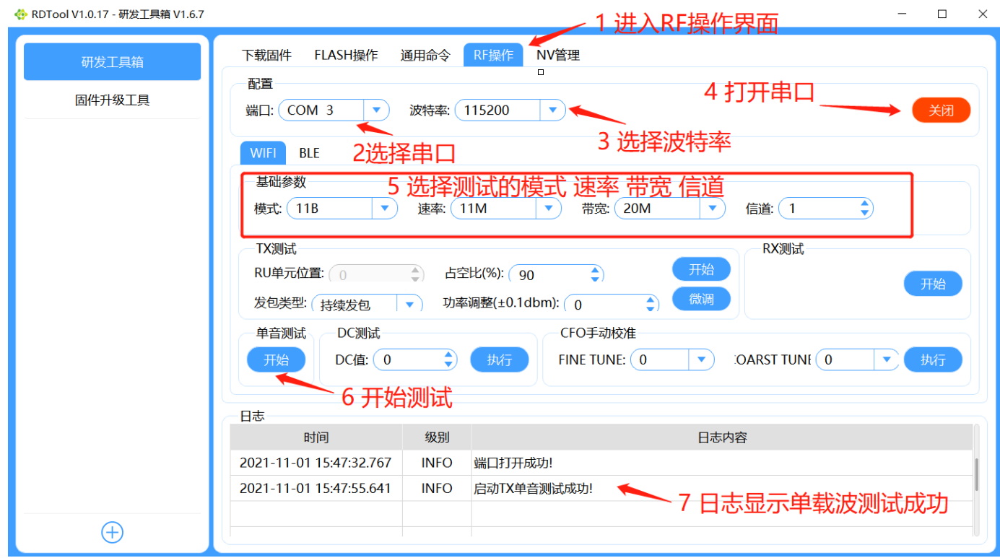 RDTool V1.0.17 - 研发工具箱 V1.6.7
1 进入RF操作界面
研发工具箱
固件升级工具
下载固件 FLASH操作 通用命令 RF操作 NV管理
配置
4 打开串口
端口: COM 3 波特率: 115200 关闭
2选择串口
3 选择波特率
WIFI BLE
基础参数
5 选择测试的模式 速率 带宽 信道
模式: 11B 速率: 11M 带宽: 20M 信道: 1
TX测试 RX测试
RU单元位置: 0 占空比(%): 90 开始 开始
发包类型: 持续发包 功率调整(±0.1dbm): 0 微调
单音测试 DC测试 CFO手动校准
开始 DC值: 0 执行 FINE TUNE: 0 OARST TUNE 0 执行
6 开始测试
日志
时间 级别 日志内容
2021-11-01 15:47:32.767 INFO 端口打开成功!
2021-11-01 15:47:55.641 INFO 启动TX单音测试成功!
7 日志显示单载波测试成功